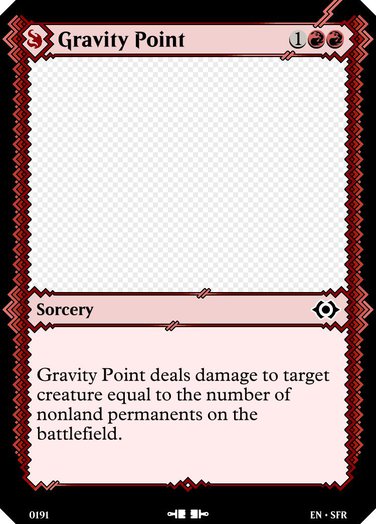 Gravity Point 1
Sorcery
Gravity Point deals damage to target
creature equal to the number of
nonland permanents on the
battlefield.
0191 EN • SFR